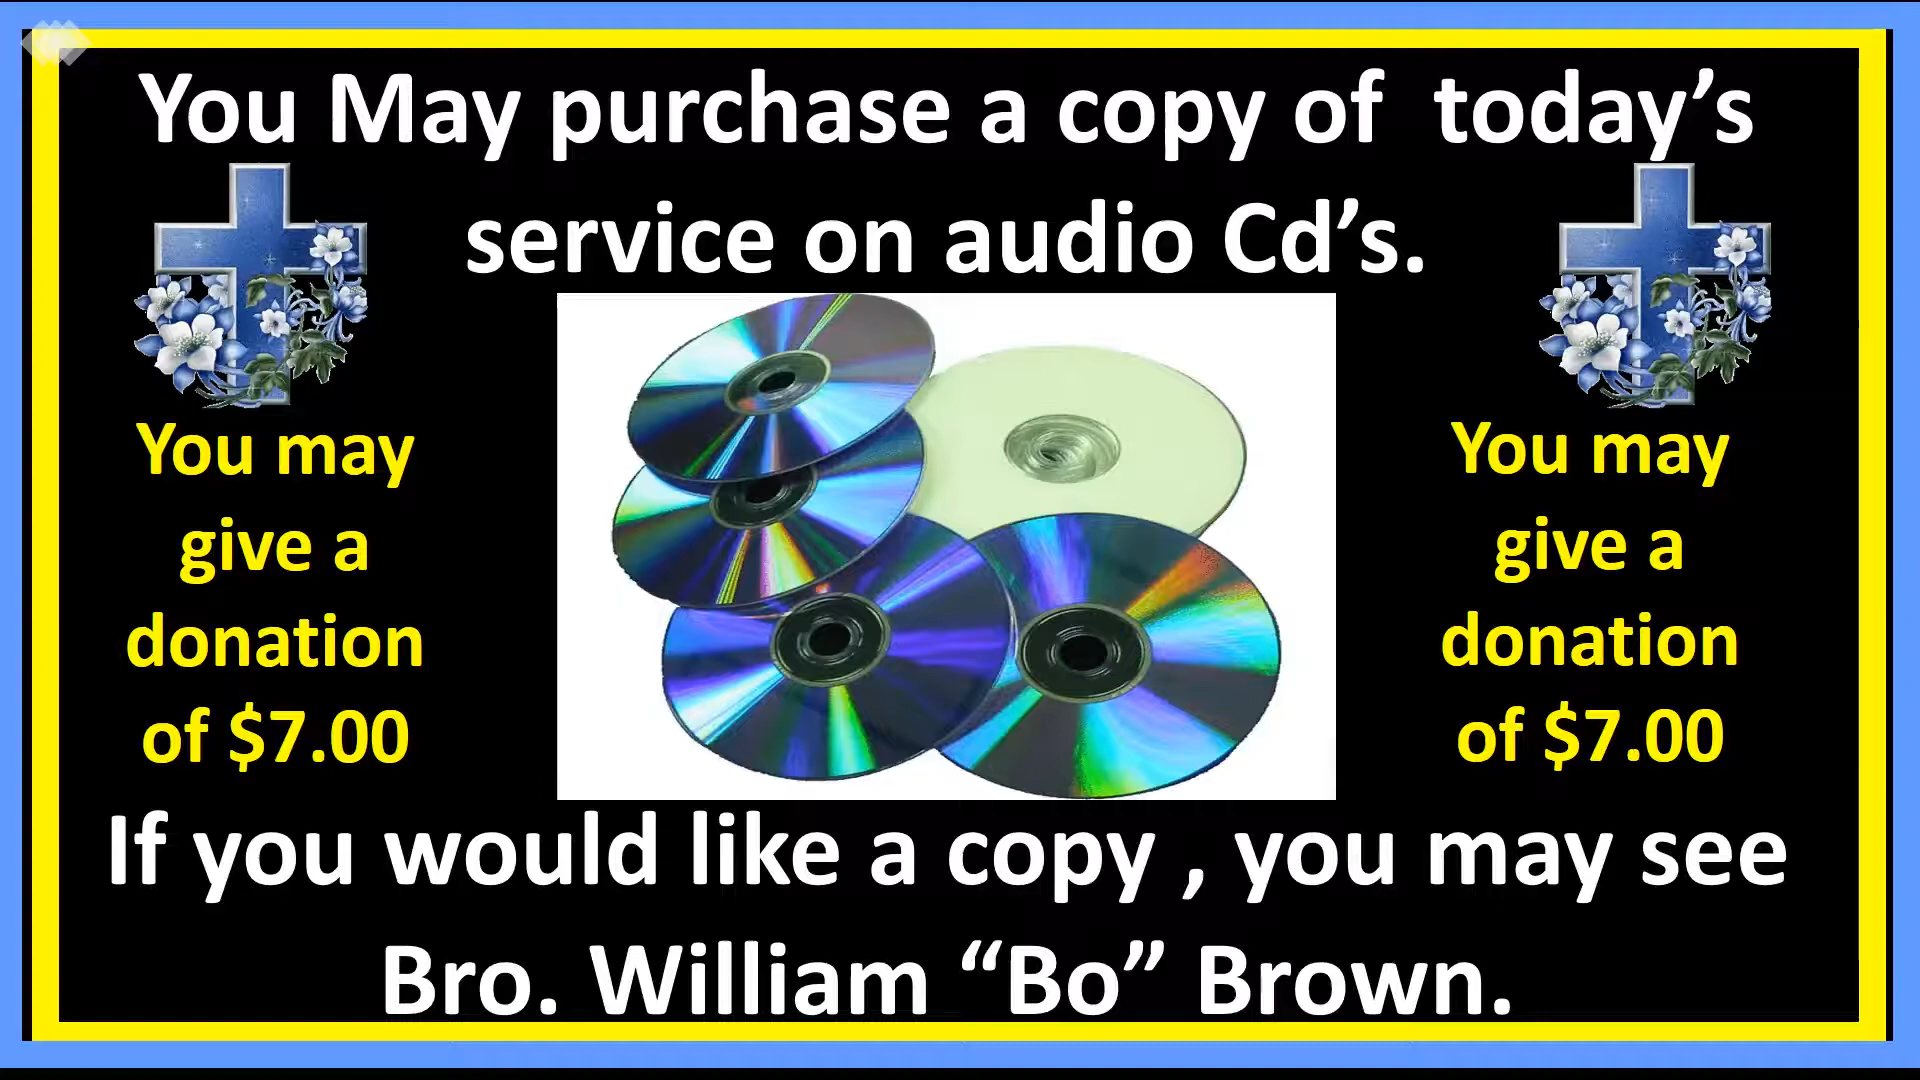 You May purchase a copy of  today’s
service on audio Cd’s.
You may
give a
donation
of $7.00
You may
give a
donation
of $7.00
If you would like a copy , you may see
Bro. William “Bo” Brown.